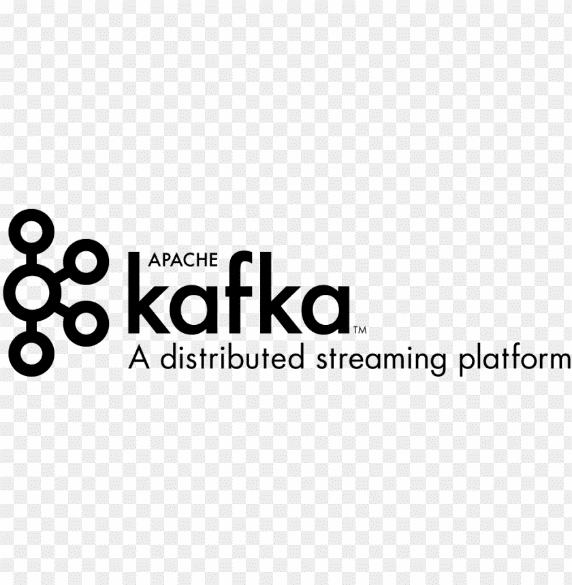 APACHE
kafka™
A distributed streaming platform